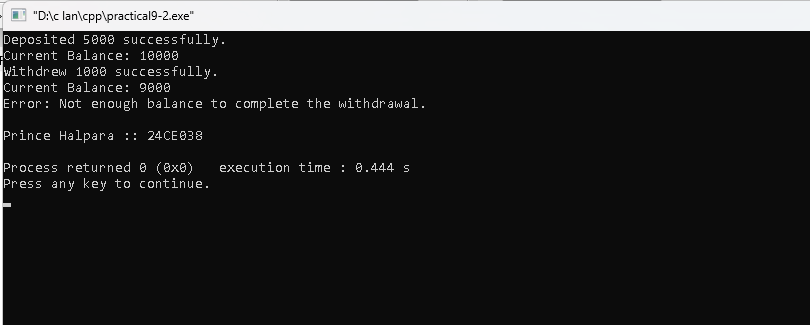 "D:\c lan\cpp\practical9-2.exe"
Deposited 5000 successfully.
Current Balance: 10000
Withdrew 1000 successfully.
Current Balance: 9000
Error: Not enough balance to complete the withdrawal.
Prince Halpara :: 24CE038
Process returned 0 (0x0)   execution time : 0.444 s
Press any key to continue.